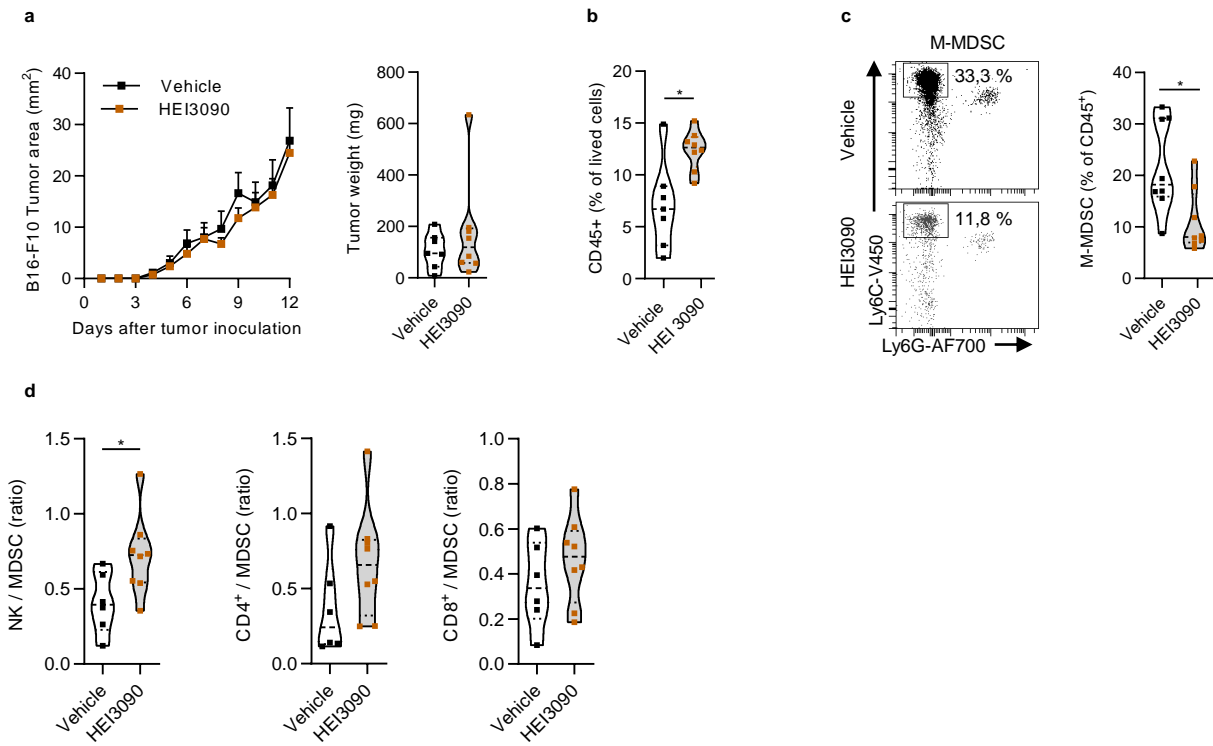 a
B16-F10 Tumor area (mm²)
40
30
20
10
0
Vehicle
HEI3090
0
3
6
9
12
Days after tumor inoculation
Tumor weight (mg)
800
600
400
200
0
Vehicle
HEI3090
b
CD45+ (% of lived cells)
20
15
10
5
0
*
Vehicle
HEI 3090
c
M-MDSC
Vehicle
33,3 %
HEI3090
11,8 %
Ly6C-V450
Ly6G-AF700
M-MDSC (% of CD45⁺)
40
30
20
10
0
*
Vehicle
HEI3090
d
NK / MDSC (ratio)
1.5
1.0
0.5
0.0
*
Vehicle
HEI3090
CD4⁺ / MDSC (ratio)
1.5
1.0
0.5
0.0
Vehicle
HEI3090
CD8⁺ / MDSC (ratio)
1.0
0.8
0.6
0.4
0.2
0.0
Vehicle
HEI3090